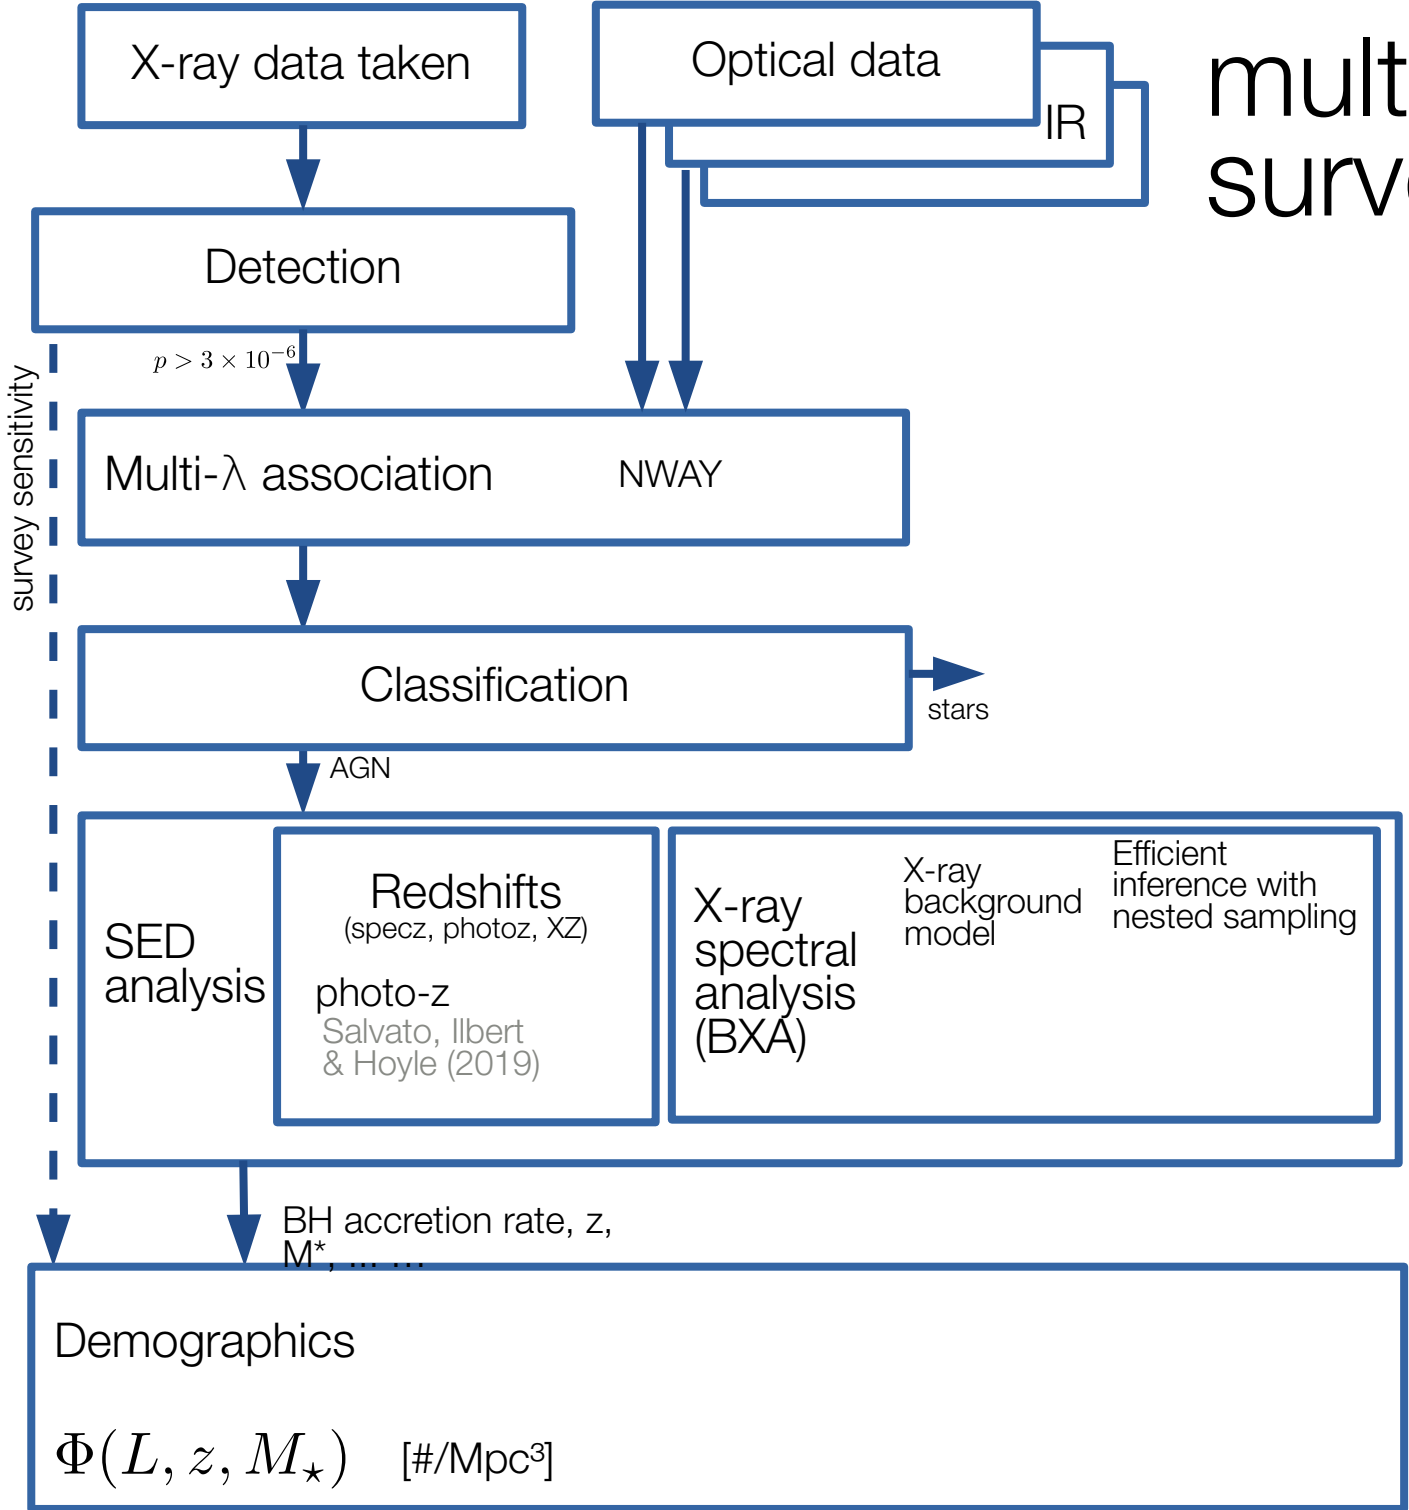 X-ray data taken
Optical data
IR
mult
surv
Detection
p > 3 × 10⁻⁶
survey sensitivity
Multi-λ association
NWAY
Classification
stars
AGN
SED
analysis
Redshifts
(specz, photoz, XZ)
photo-z
Salvato, Ilbert
& Hoyle (2019)
X-ray
spectral
analysis
(BXA)
X-ray
background
model
Efficient
inference with
nested sampling
BH accretion rate, z,
M*, ... ...
Demographics
Φ(L, z, M⋆) [#/Mpc³]